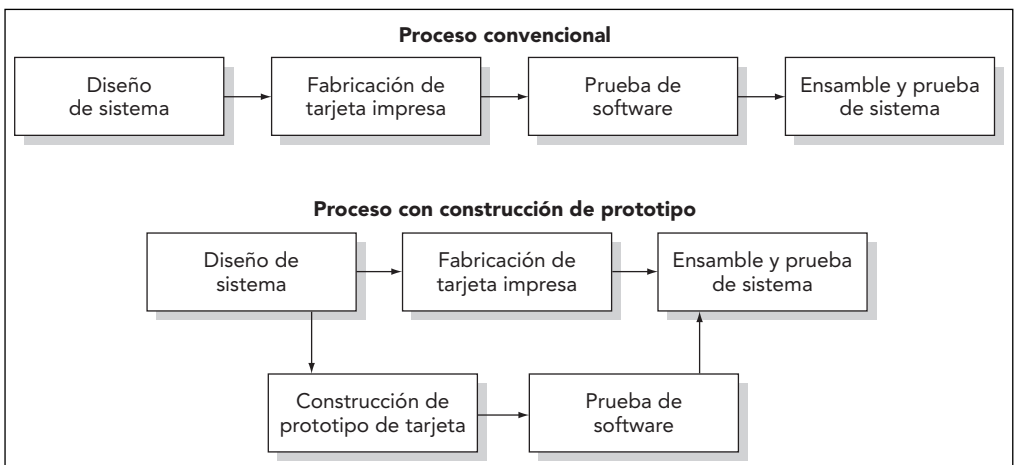 Proceso convencional
Diseño
de sistema
Fabricación de
tarjeta impresa
Prueba de
software
Ensamble y prueba
de sistema
Proceso con construcción de prototipo
Diseño de
sistema
Fabricación de
tarjeta impresa
Ensamble y prueba
de sistema
Construcción de
prototipo de tarjeta
Prueba de
software